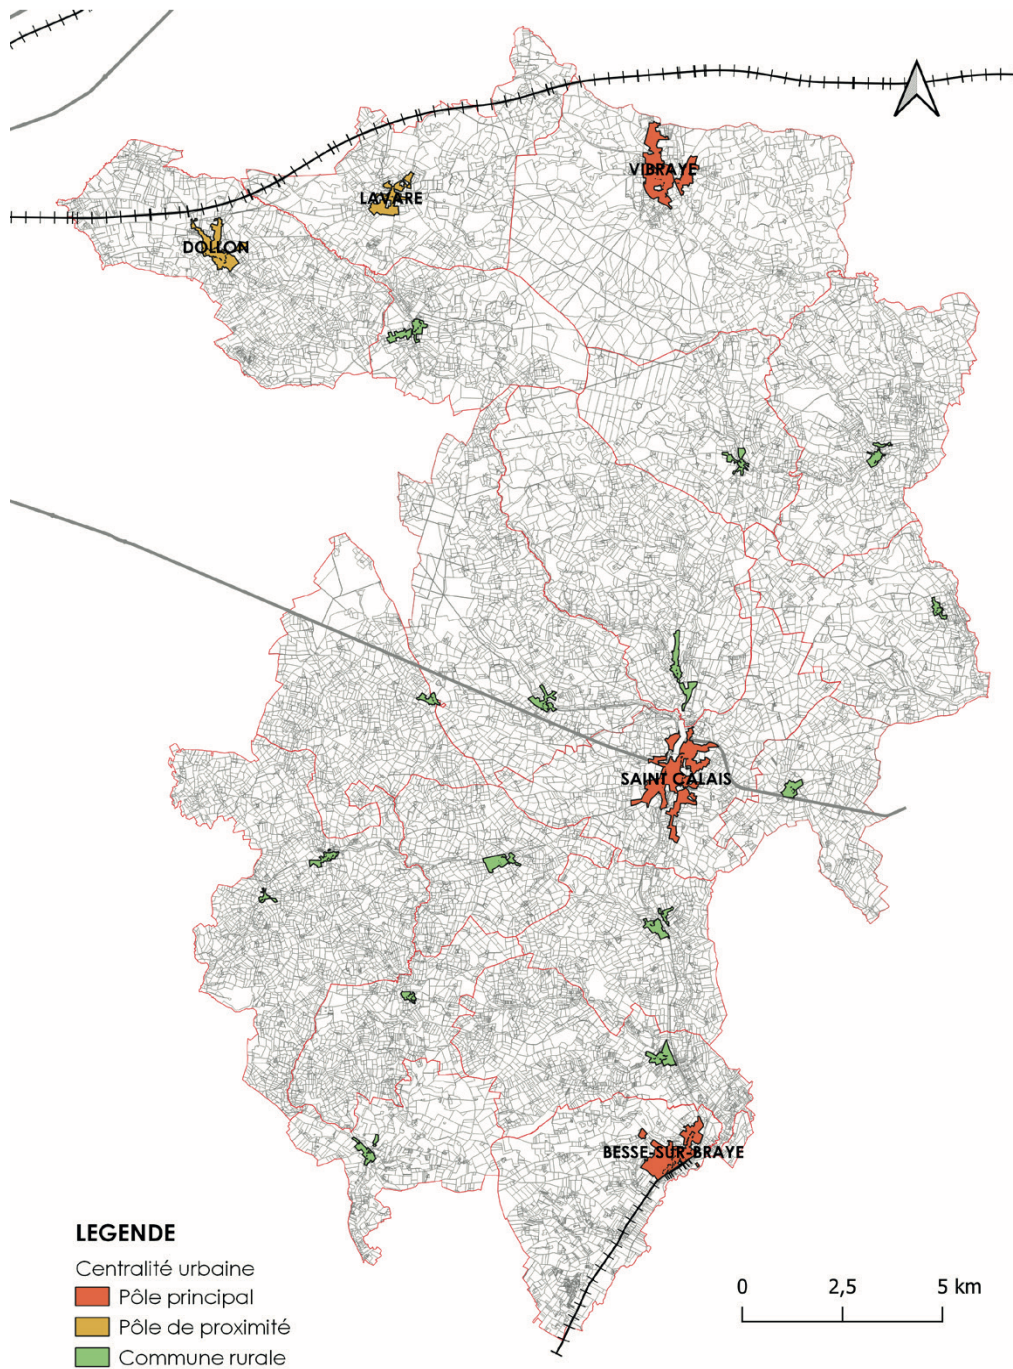 VIBRAYE
LAVARE
DOLLON
SAINT CALAIS
BESSE-SUR-BRAYE
LEGENDE
Centralité urbaine
Pôle principal
Pôle de proximité
Commune rurale
0 2,5 5 km